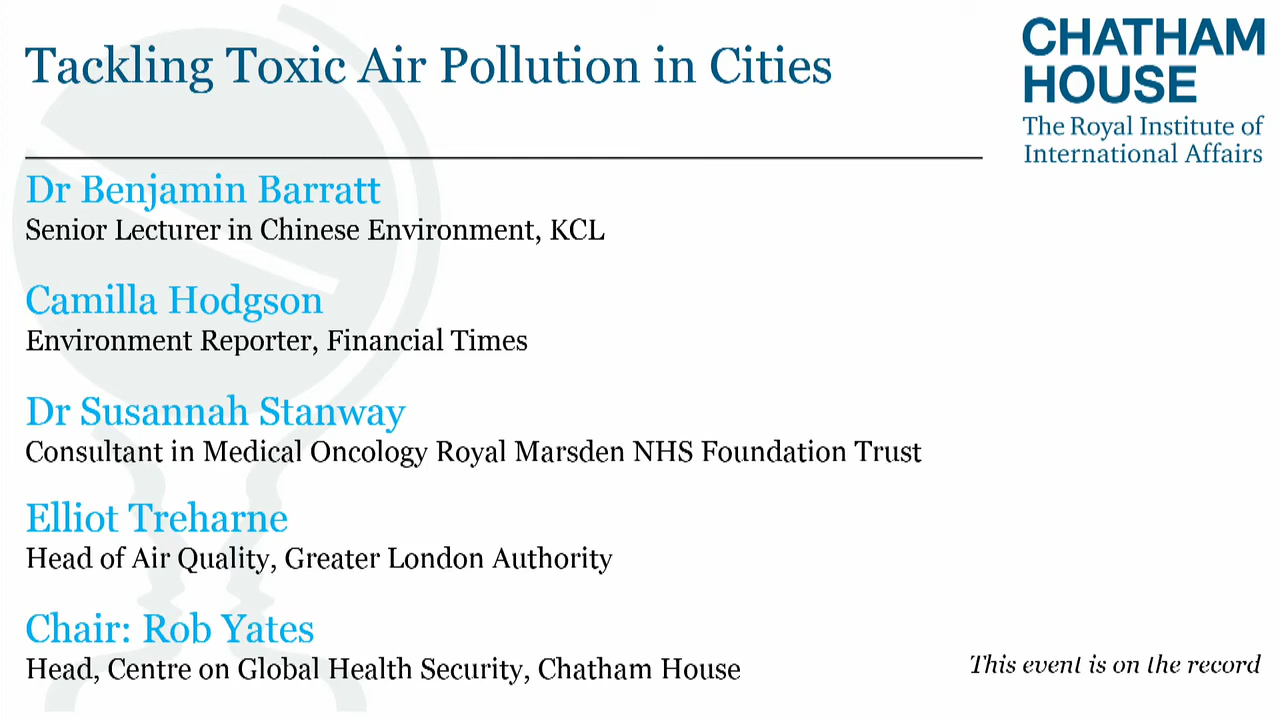 Tackling Toxic Air Pollution in Cities
CHATHAM
HOUSE
The Royal Institute of
International Affairs
Dr Benjamin Barratt
Senior Lecturer in Chinese Environment, KCL
Camilla Hodgson
Environment Reporter, Financial Times
Dr Susannah Stanway
Consultant in Medical Oncology Royal Marsden NHS Foundation Trust
Elliot Treharne
Head of Air Quality, Greater London Authority
Chair: Rob Yates
Head, Centre on Global Health Security, Chatham House
This event is on the record